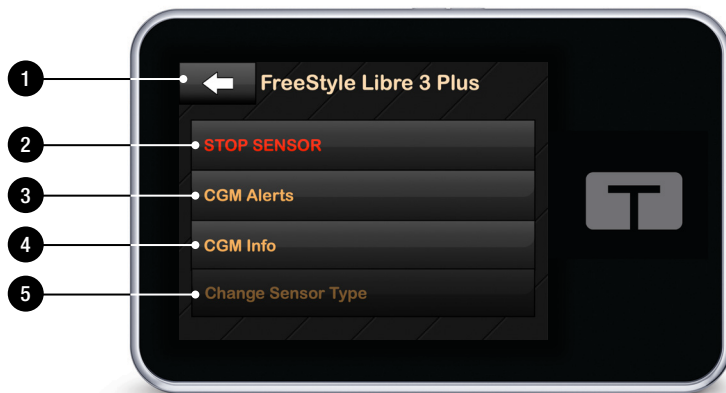 1
FreeStyle Libre 3 Plus
2
STOP SENSOR
3
CGM Alerts
4
CGM Info
5
Change Sensor Type
T